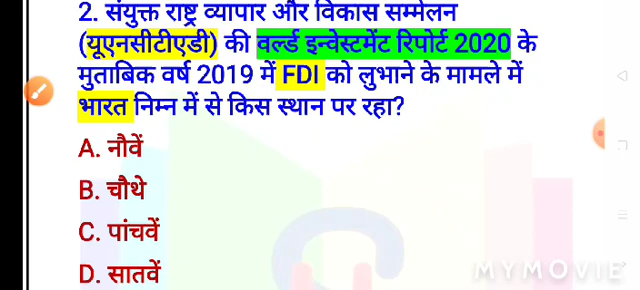 2. संयुक्त राष्ट्र व्यापार और विकास सम्मेलन
(यूएनसीटीएडी) की वर्ल्ड इन्वेस्टमेंट रिपोर्ट 2020 के
मुताबिक वर्ष 2019 में FDI को लुभाने के मामले में
भारत निम्न में से किस स्थान पर रहा?
A. नौवें
B. चौथे
C. पांचवें
D. सातवें
MYMOVIE